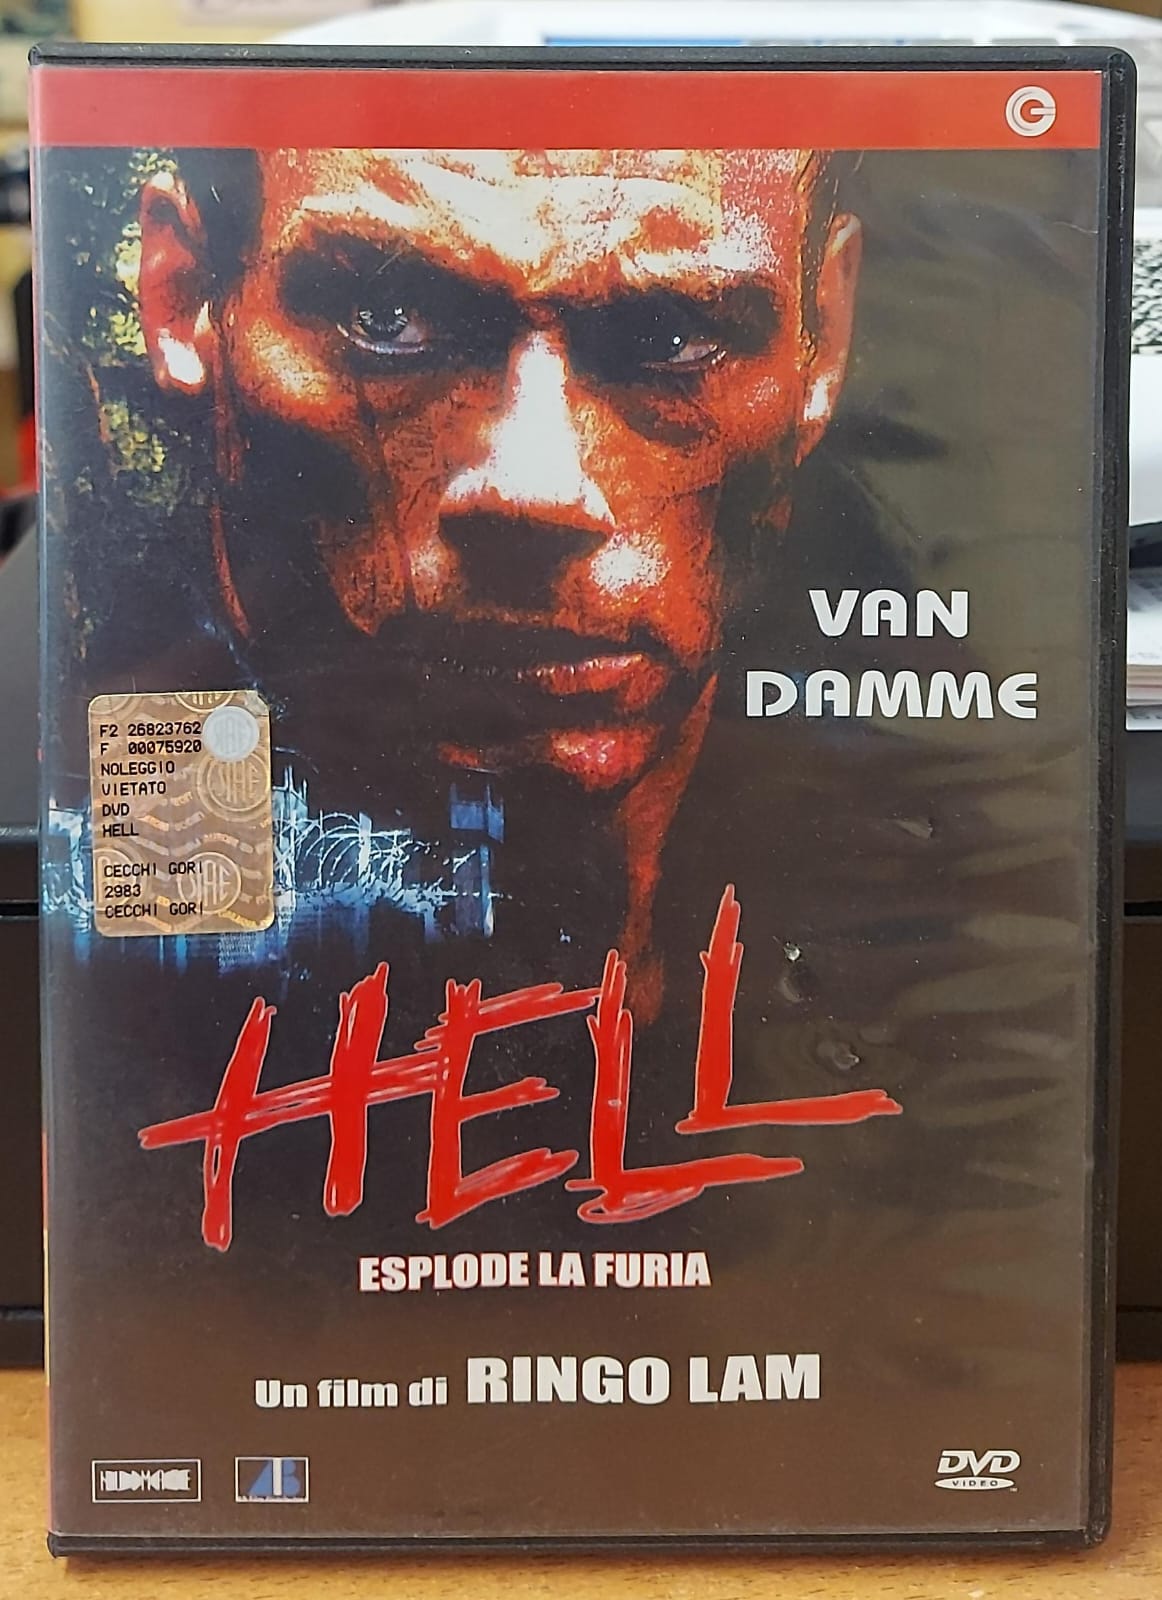 VAN
DAMME
F2 26823762
F 00075920
NOLEGGIO
VIETATO
DVD
HELL
CECCHI GORI
2983
CECCHI GORI
SIAE
HELL
ESPLODE LA FURIA
Un film di RINGO LAM
DVD
VIDEO